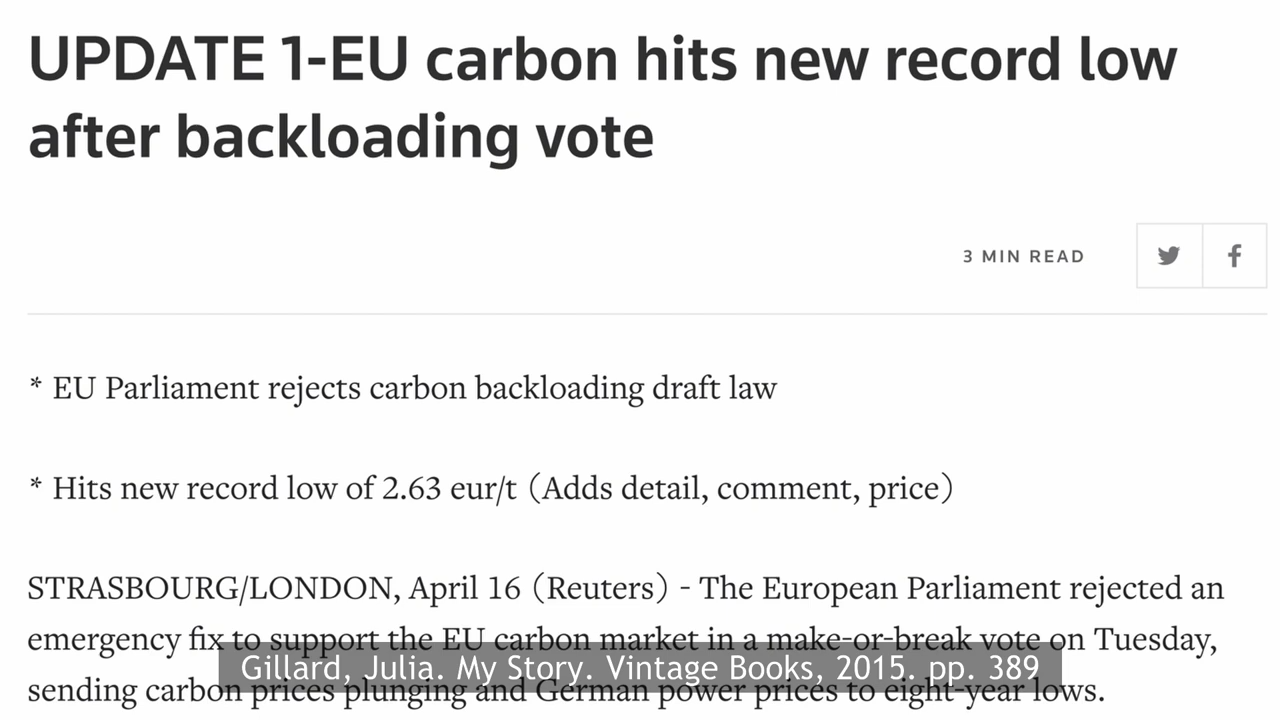 UPDATE 1-EU carbon hits new record low
after backloading vote
3 MIN READ
* EU Parliament rejects carbon backloading draft law
* Hits new record low of 2.63 eur/t (Adds detail, comment, price)
STRASBOURG/LONDON, April 16 (Reuters) - The European Parliament rejected an
emergency fix to support the EU carbon market in a make-or-break vote on Tuesday,
sending carbon prices plunging and German power prices to eight-year lows.
Gillard, Julia. My Story. Vintage Books, 2015. pp. 389